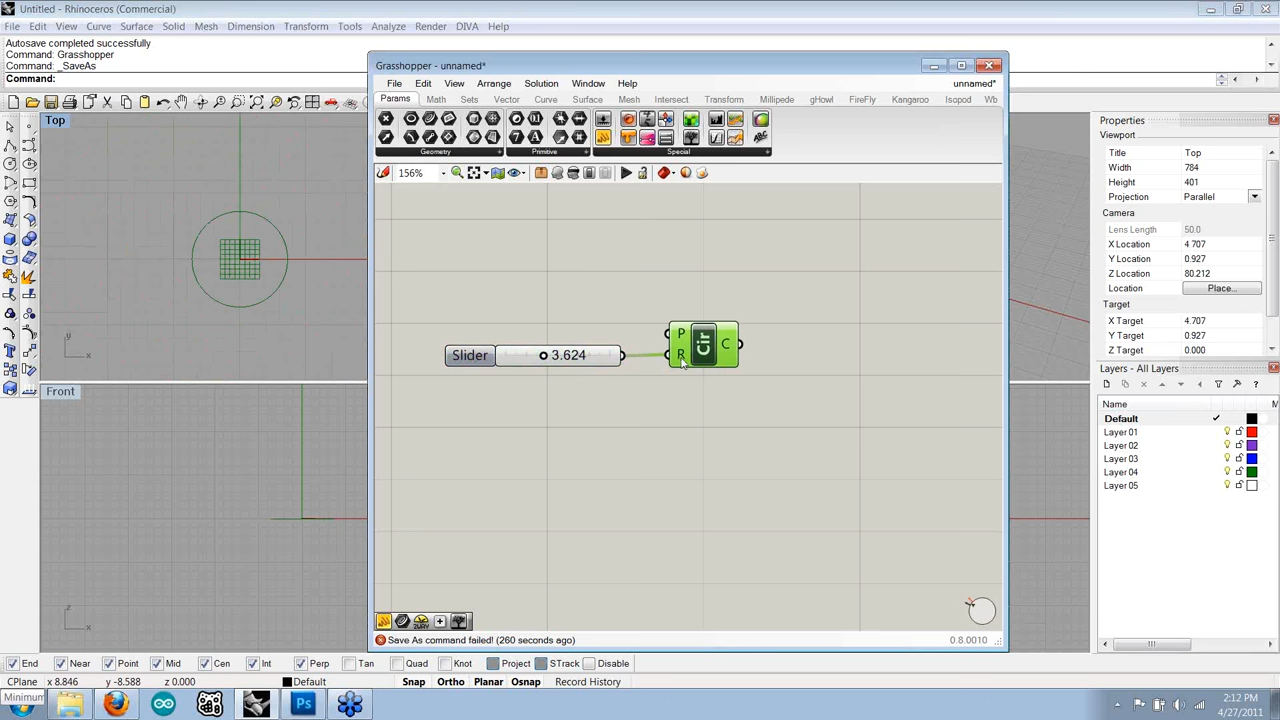 Untitled - Rhinoceros (Commercial)
File Edit View Curve Surface Solid Mesh Dimension Transform Tools Analyze Render DIVA Help
Autosave completed successfully
Command: Grasshopper
Command: _SaveAs
Command:
Grasshopper - unnamed*
File Edit View Arrange Solution Window Help unnamed*
Params Math Sets Vector Curve Surface Mesh Intersect Transform Millipede gHowl FireFly Kangaroo Isopod Wb
Geometry + Primitive + Special +
156%
Top
y
x
Front
z
x
Slider 3.624
P
R
Cir
C
Save As command failed! (260 seconds ago) 0.8.0010
Properties
Viewport
Title Top
Width 784
Height 401
Projection Parallel
Camera
Lens Length 50.0
X Location 4.707
Y Location 0.927
Z Location 80.212
Location Place...
Target
X Target 4.707
Y Target 0.927
Z Target 0.000
Layers - All Layers
Name M
Default
Layer 01
Layer 02
Layer 03
Layer 04
Layer 05
End Near Point Mid Cen Int Perp Tan Quad Knot Project STrack Disable
CPlane x 8.846 y -8.588 z 0.000 Default Snap Ortho Planar Osnap Record History
Minimum
Ps
2:12 PM
4/27/2011